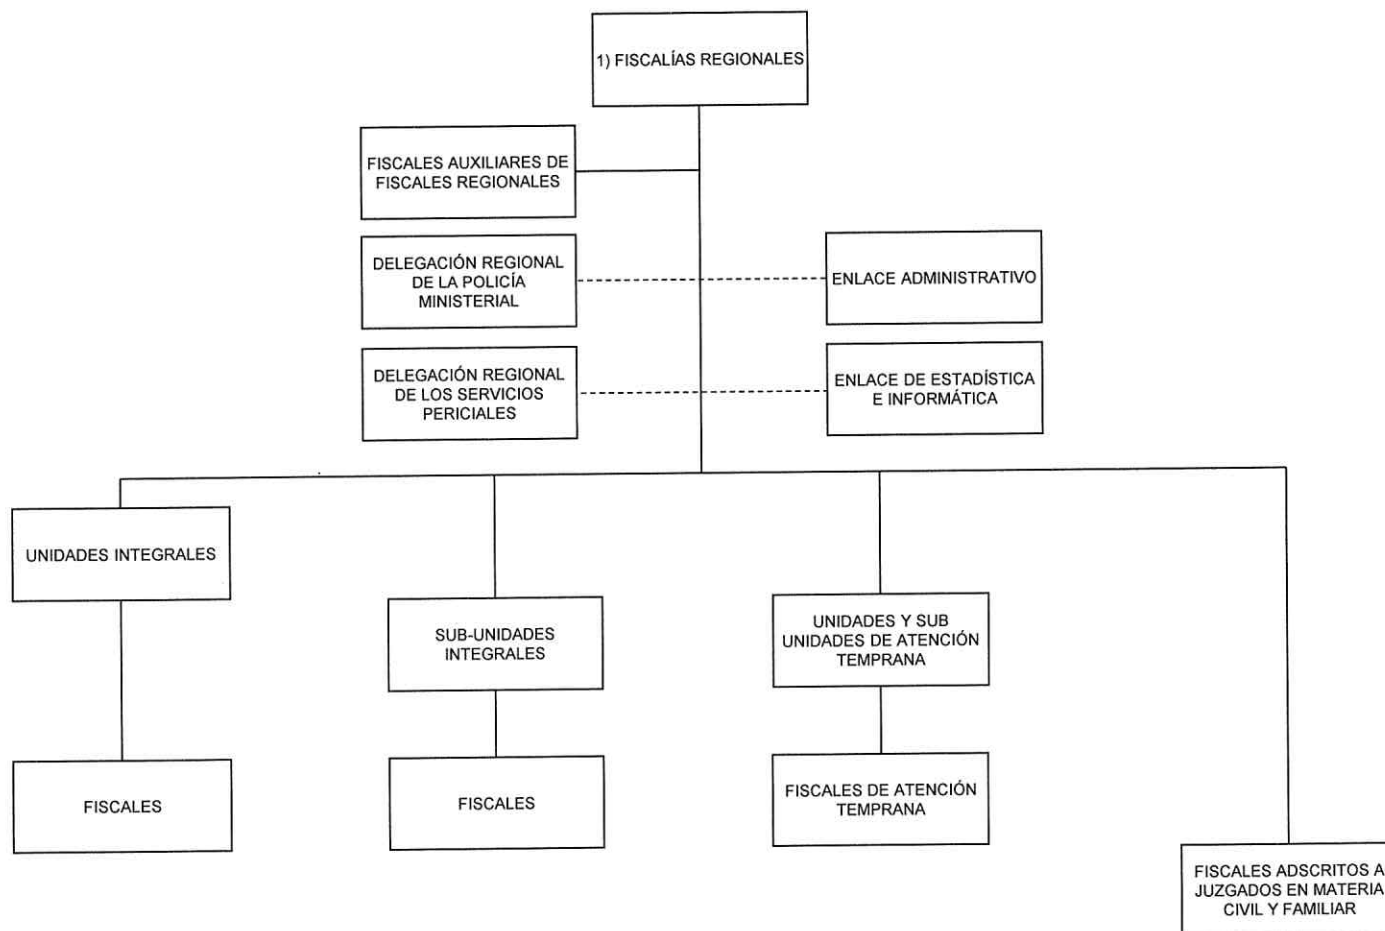 1) FISCALÍAS REGIONALES
FISCALES AUXILIARES DE
FISCALES REGIONALES
DELEGACIÓN REGIONAL
DE LA POLICÍA
MINISTERIAL
ENLACE ADMINISTRATIVO
DELEGACIÓN REGIONAL
DE LOS SERVICIOS
PERICIALES
ENLACE DE ESTADÍSTICA
E INFORMÁTICA
UNIDADES INTEGRALES
SUB-UNIDADES
INTEGRALES
UNIDADES Y SUB
UNIDADES DE ATENCIÓN
TEMPRANA
FISCALES
FISCALES
FISCALES DE ATENCIÓN
TEMPRANA
FISCALES ADSCRITOS A
JUZGADOS EN MATERIA
CIVIL Y FAMILIAR